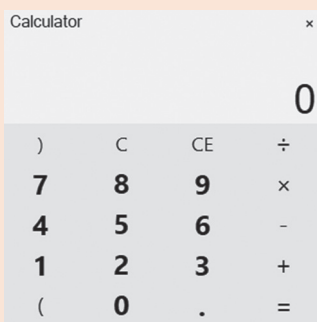 Calculator ×
0
) C CE ÷
7 8 9 ×
4 5 6 -
1 2 3 +
( 0 . =